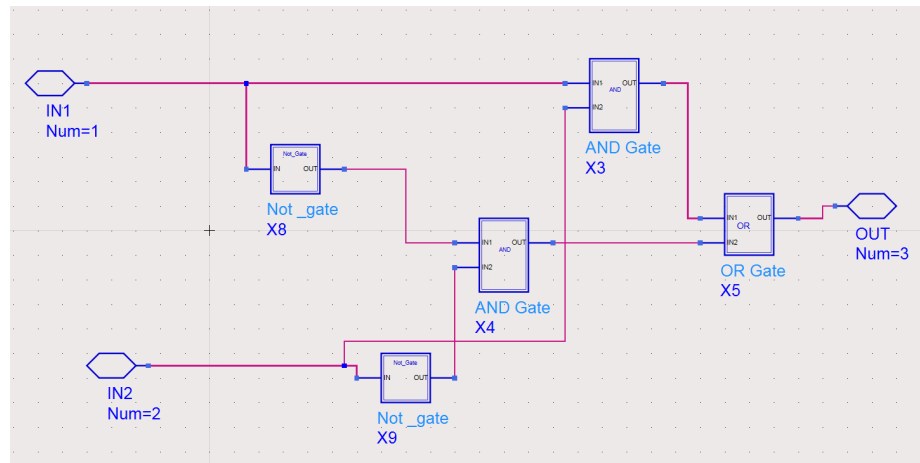 IN1
Num=1
Not_Gate
IN
OUT
Not _gate
X8
IN1
IN2
OUT
AND
AND Gate
X3
IN1
IN2
OUT
AND
AND Gate
X4
IN1
IN2
OUT
OR
OR Gate
X5
OUT
Num=3
IN2
Num=2
Not_Gate
IN
OUT
Not _gate
X9